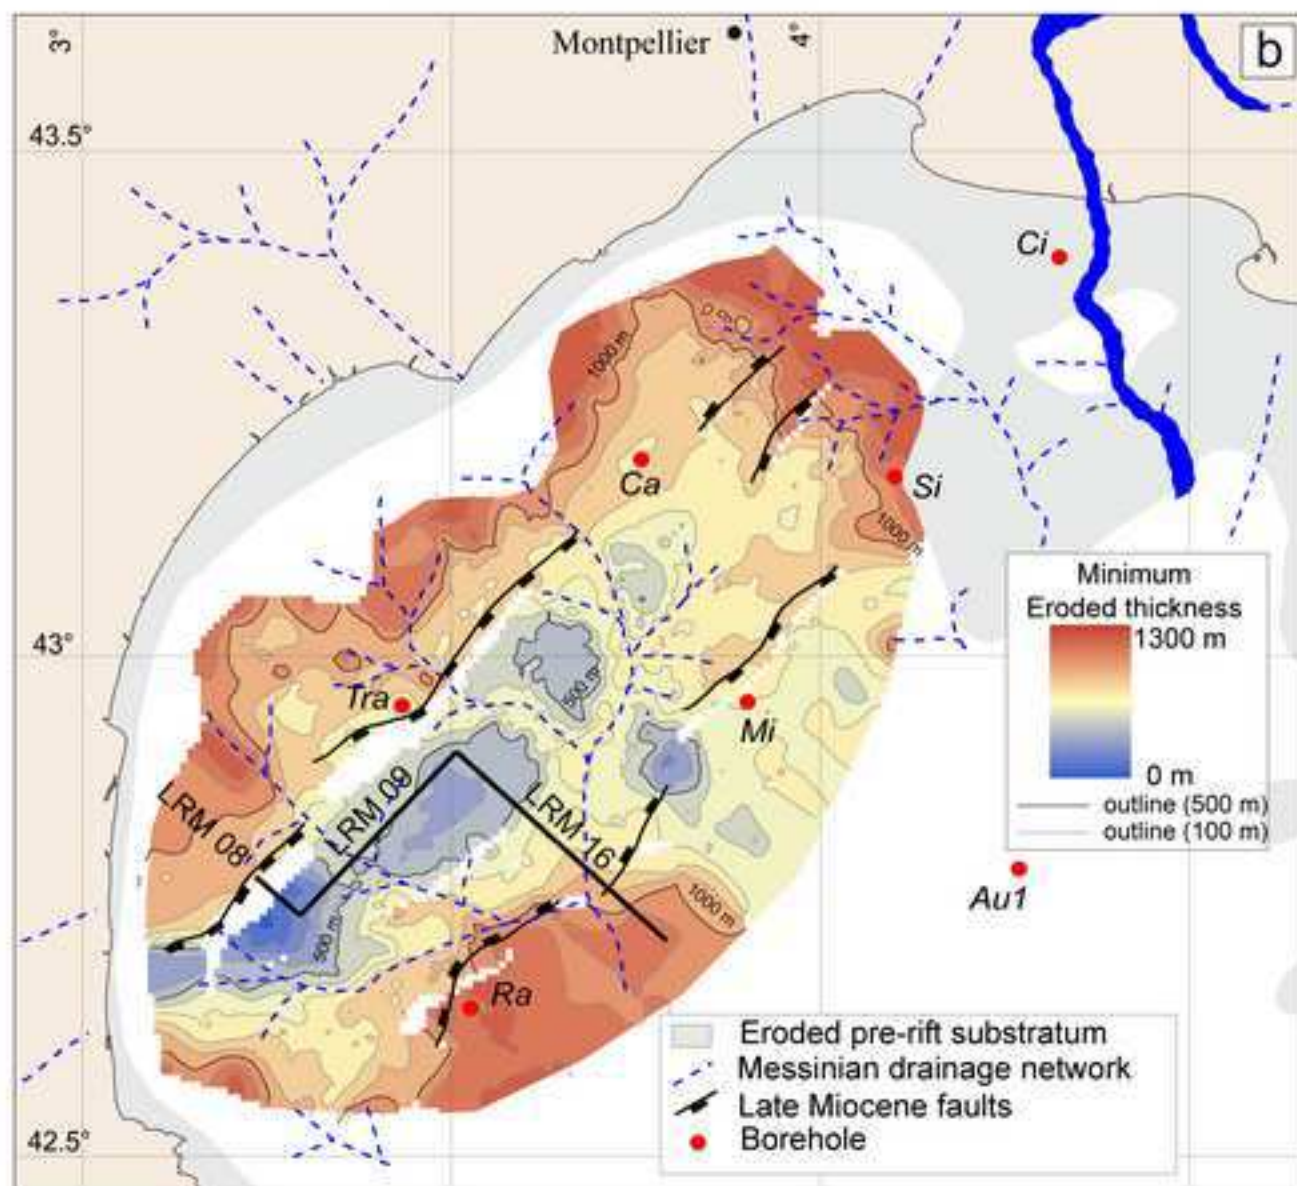 3°
Montpellier
4°
b
43.5°
Ci
1000 m
Ca
Si
1000 m
Minimum
Eroded thickness
1300 m
0 m
outline (500 m)
outline (100 m)
43°
500 m
Tra
Mi
LRM 08
LRM 09
LRM 16
Au1
1000 m
500 m
Ra
Eroded pre-rift substratum
Messinian drainage network
Late Miocene faults
Borehole
42.5°